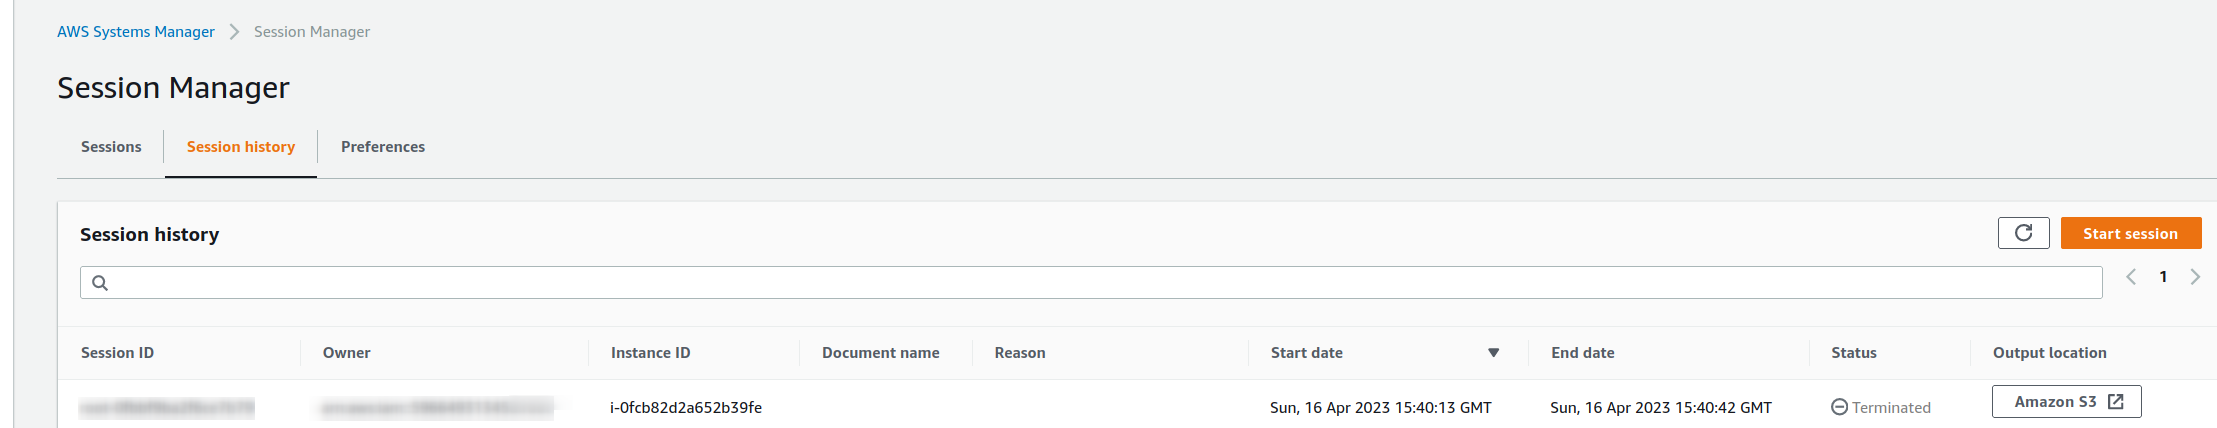 AWS Systems Manager > Session Manager
Session Manager
Sessions Session history Preferences
Session history Start session
1
Session ID Owner Instance ID Document name Reason Start date End date Status Output location
i-0fcb82d2a652b39fe Sun, 16 Apr 2023 15:40:13 GMT Sun, 16 Apr 2023 15:40:42 GMT Terminated Amazon S3